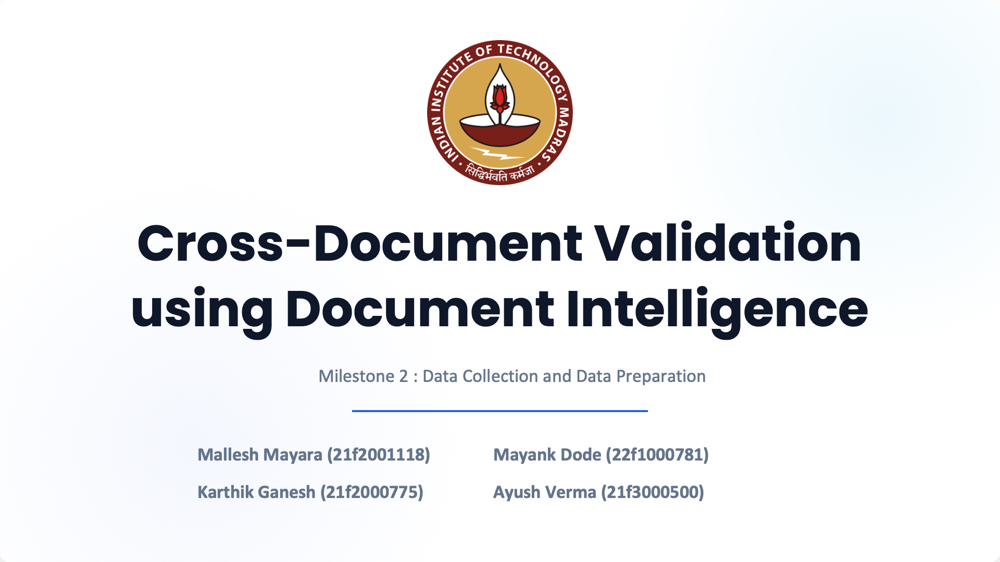 INDIAN INSTITUTE OF TECHNOLOGY MADRAS
सिद्धिर्भवति कर्मजा
Cross-Document Validation
using Document Intelligence
Milestone 2 : Data Collection and Data Preparation
Mallesh Mayara (21f2001118)
Mayank Dode (22f1000781)
Karthik Ganesh (21f2000775)
Ayush Verma (21f3000500)